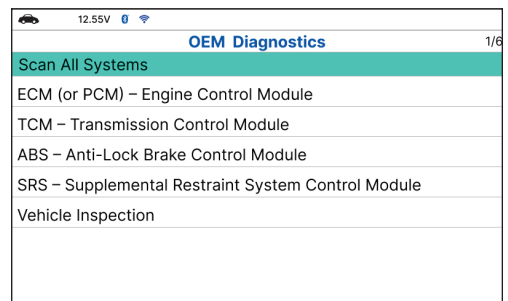 12.55V
OEM Diagnostics 1/6
Scan All Systems
ECM (or PCM) – Engine Control Module
TCM – Transmission Control Module
ABS – Anti-Lock Brake Control Module
SRS – Supplemental Restraint System Control Module
Vehicle Inspection